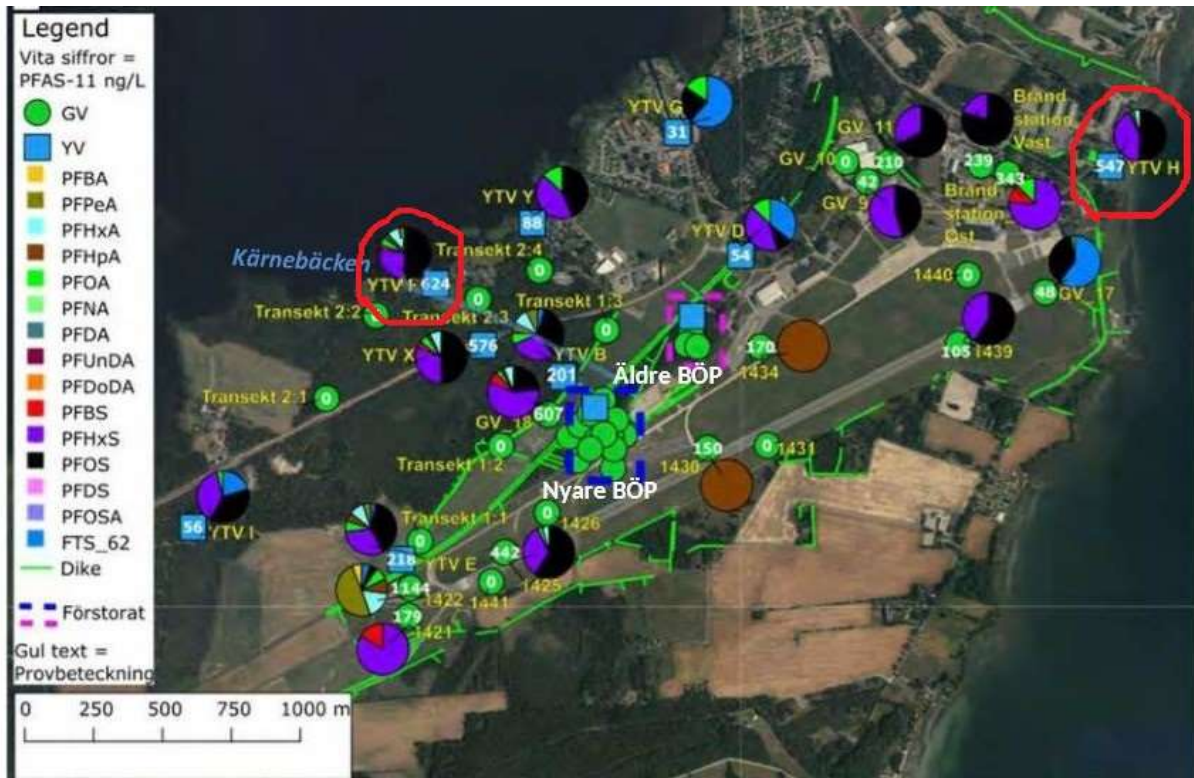 Legend
Vita siffror =
PFAS-11 ng/L
GV
YV
PFBA
PFPeA
PFHxA
PFHpA
PFOA
PFNA
PFDA
PFUnDA
PFDoDA
PFBS
PFHxS
PFOS
PFDS
PFOSA
FTS_62
Dike
Förstorat
Gul text =
Provbeteckning
0 250 500 750 1000 m
YTV G
31
GV_11
GV_10
0
210
42
GV_9
Brand
station
Väst
239
343
Brand
station_
Öst
547 YTV H
YTV Y
88
YTV D
54
Kärnebäcken
Transekt 2:4
0
624
Transekt 2:2
Transekt 2:3
0
Transekt 1:3
0
YTV X
576
YTV B
201
Äldre BÖP
170
1434
1440
0
48
GV_17
105
1439
Transekt 2:1
0
GV_18
607
0
Transekt 1:2
Nyare BÖP
150
1430
0
1431
56 YTV I
Transekt 1:1
0
0
1426
218
YTV E
442
1425
1144
1422
0
1441
179
1421